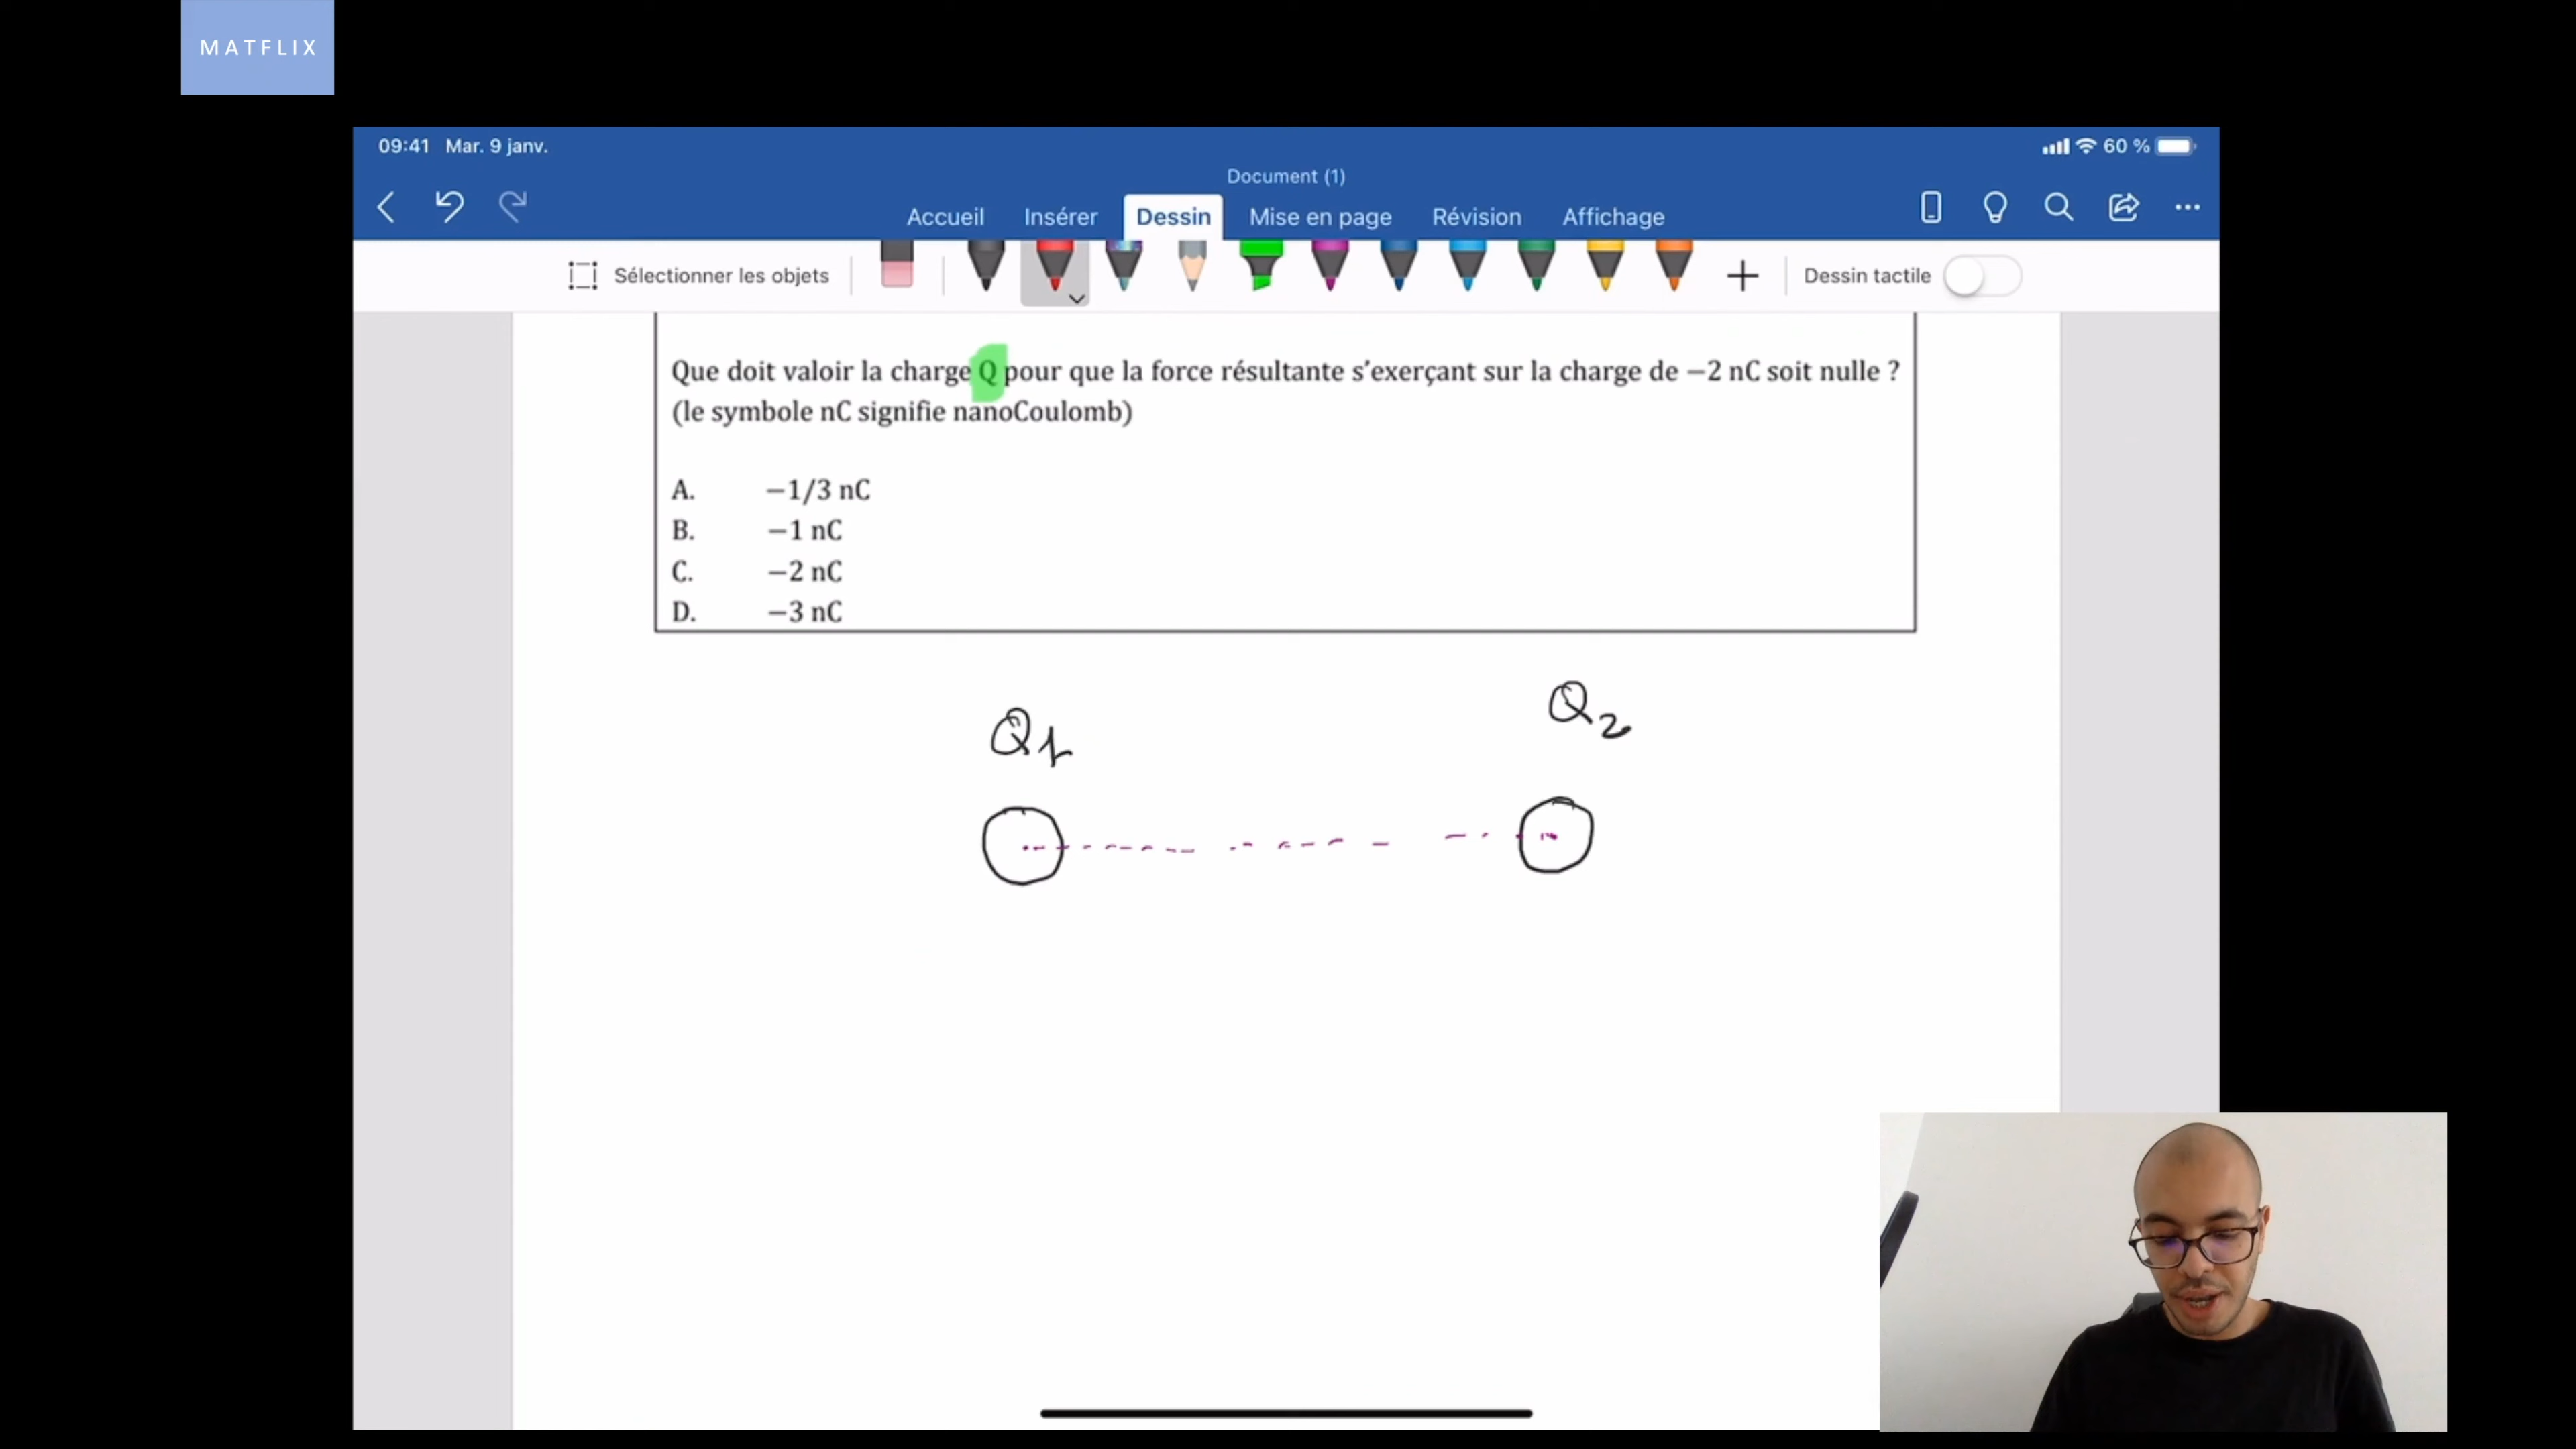 MATFLIX
09:41 Mar. 9 janv.
60 %
Document (1)
Accueil Insérer Dessin Mise en page Révision Affichage
Sélectionner les objets
Dessin tactile
Que doit valoir la charge Q pour que la force résultante s'exerçant sur la charge de −2 nC soit nulle ?
(le symbole nC signifie nanoCoulomb)
A. −1/3 nC
B. −1 nC
C. −2 nC
D. −3 nC
Q1
Q2